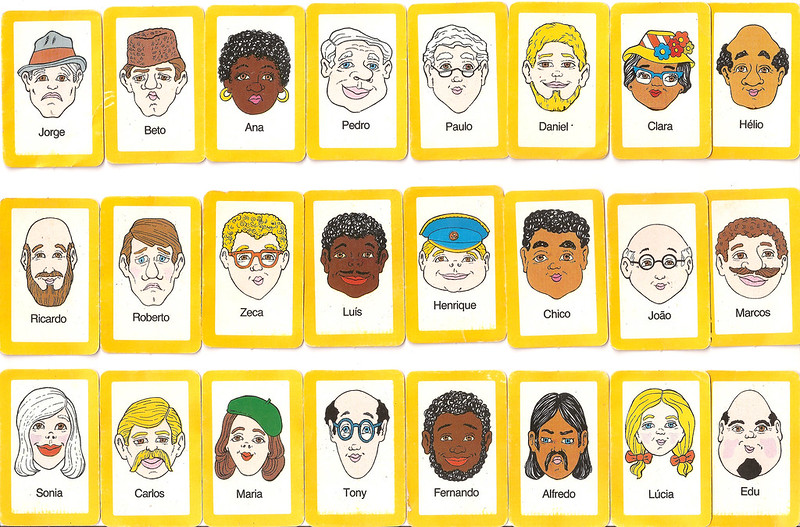 Jorge
Beto
Ana
Pedro
Paulo
Daniel
Clara
Hélio
Ricardo
Roberto
Zeca
Luís
Henrique
Chico
João
Marcos
Sonia
Carlos
Maria
Tony
Fernando
Alfredo
Lúcia
Edu